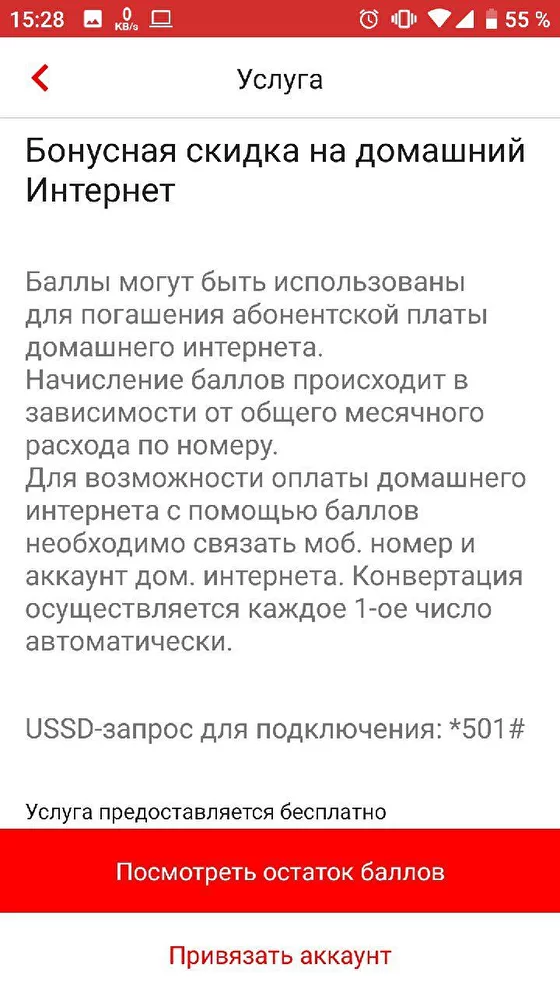 15:28 0 KB/s 55 %
Услуга
Бонусная скидка на домашний
Интернет
Баллы могут быть использованы
для погашения абонентской платы
домашнего интернета.
Начисление баллов происходит в
зависимости от общего месячного
расхода по номеру.
Для возможности оплаты домашнего
интернета с помощью баллов
необходимо связать моб. номер и
аккаунт дом. интернета. Конвертация
осуществляется каждое 1-ое число
автоматически.
USSD-запрос для подключения: *501#
Услуга предоставляется бесплатно
Посмотреть остаток баллов
Привязать аккаунт